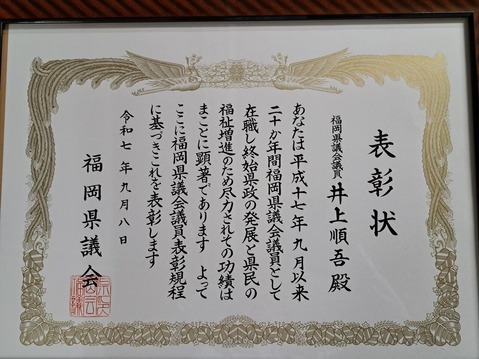 表彰状
福岡県議会議員 井上順吾 殿
あなたは平成十七年九月以来
二十か年間福岡県議会議員として
在職し終始県政の発展と県民の
福祉増進のため尽力されその功績は
まことに顕著であります よって
ここに福岡県議会議員表彰規程
に基づきこれを表彰します
令和七年九月八日
福岡県議会